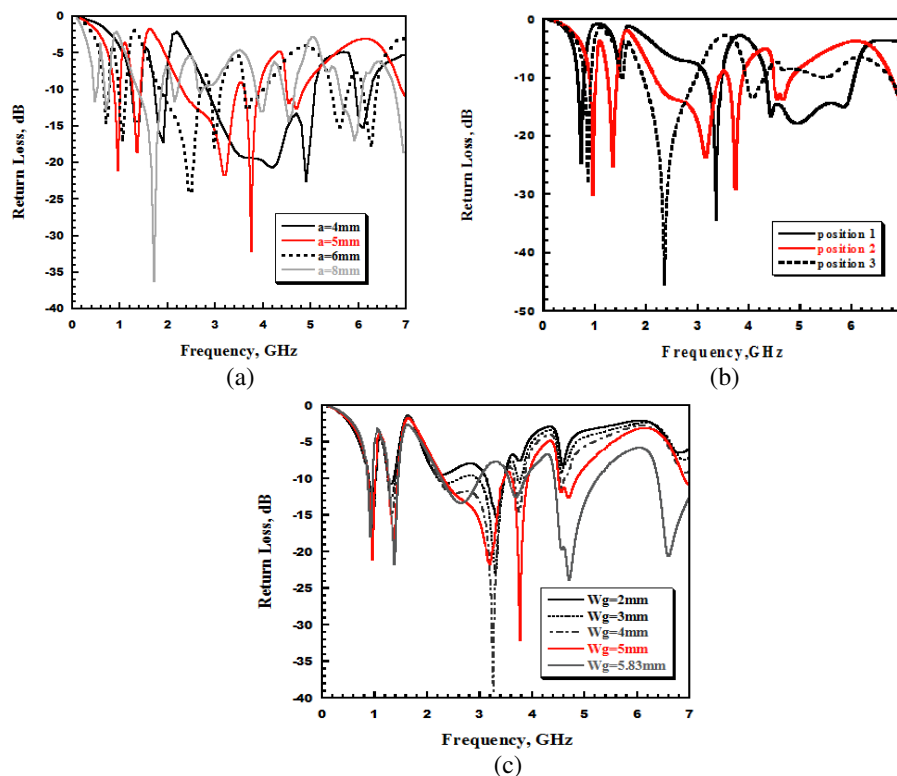 0
-5
-10
-15
-20
-25
-30
-35
-40
Return Loss, dB
a=4mm
a=5mm
a=6mm
a=8mm
0 1 2 3 4 5 6 7
Frequency, GHz
(a)
0
-10
-20
-30
-40
-50
Return Loss, dB
position 1
position 2
position 3
0 1 2 3 4 5 6
Frequency,GHz
(b)
0
-5
-10
-15
-20
-25
-30
-35
-40
Return Loss, dB
Wg=2mm
Wg=3mm
Wg=4mm
Wg=5mm
Wg=5.83mm
0 1 2 3 4 5 6 7
Frequency, GHz
(c)